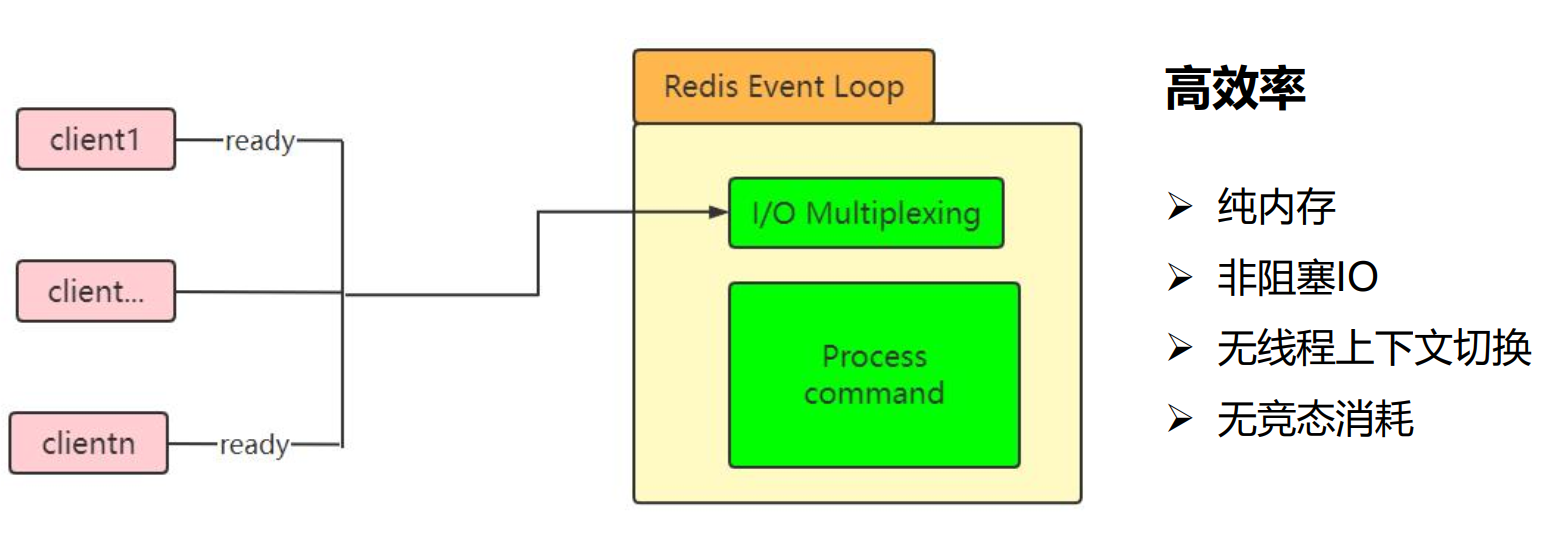 client1
ready
client...
clientn
ready
Redis Event Loop
I/O Multiplexing
Process
command
高效率
纯内存
非阻塞IO
无线程上下文切换
无竞态消耗